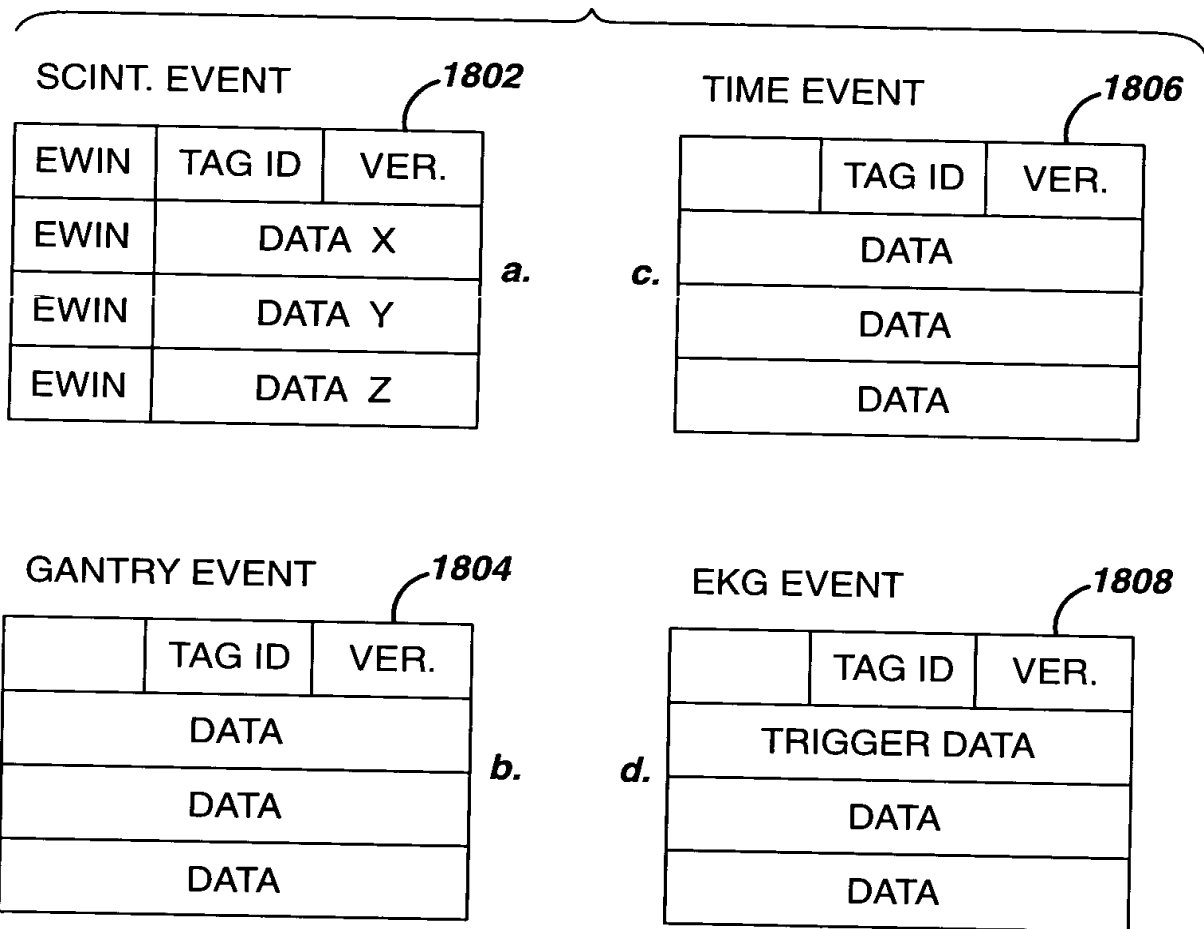 SCINT. EVENT 1802
EWIN TAG ID VER.
EWIN DATA X
EWIN DATA Y
EWIN DATA Z
a.
TIME EVENT 1806
TAG ID VER.
DATA
DATA
DATA
c.
GANTRY EVENT 1804
TAG ID VER.
DATA
DATA
DATA
b.
EKG EVENT 1808
TAG ID VER.
TRIGGER DATA
DATA
DATA
d.